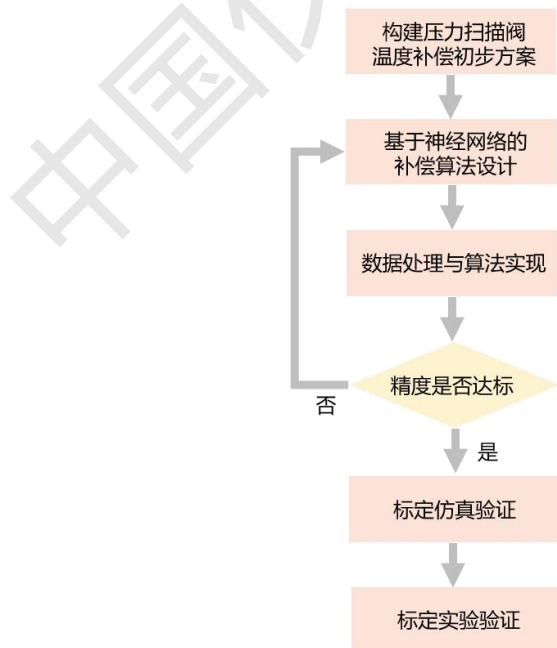 构建压力扫描阀
温度补偿初步方案
基于神经网络的
补偿算法设计
数据处理与算法实现
精度是否达标
否
是
标定仿真验证
标定实验验证
中国